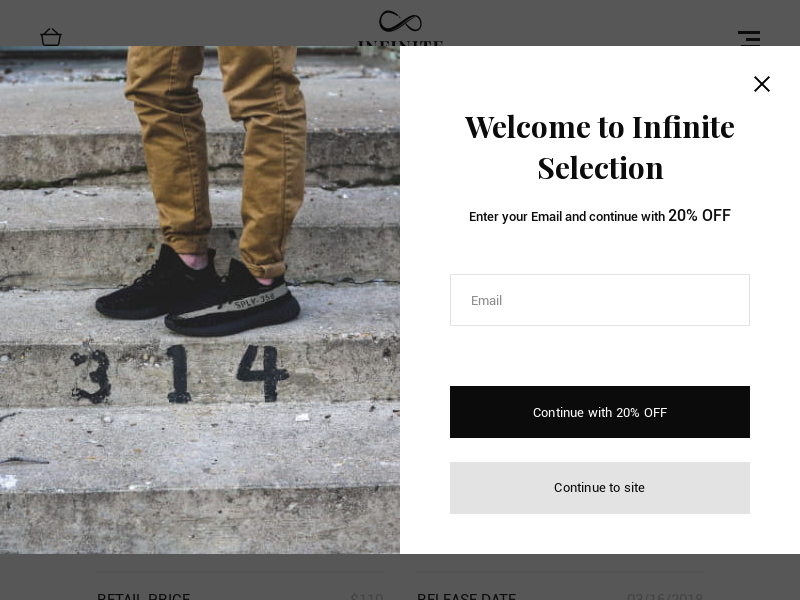 INFINITE
Welcome to Infinite
Selection
Enter your Email and continue with 20% OFF
Email
Continue with 20% OFF
Continue to site
SPLY-350
3 1 4
RETAIL PRICE
$110
RELEASE DATE
03/16/2018